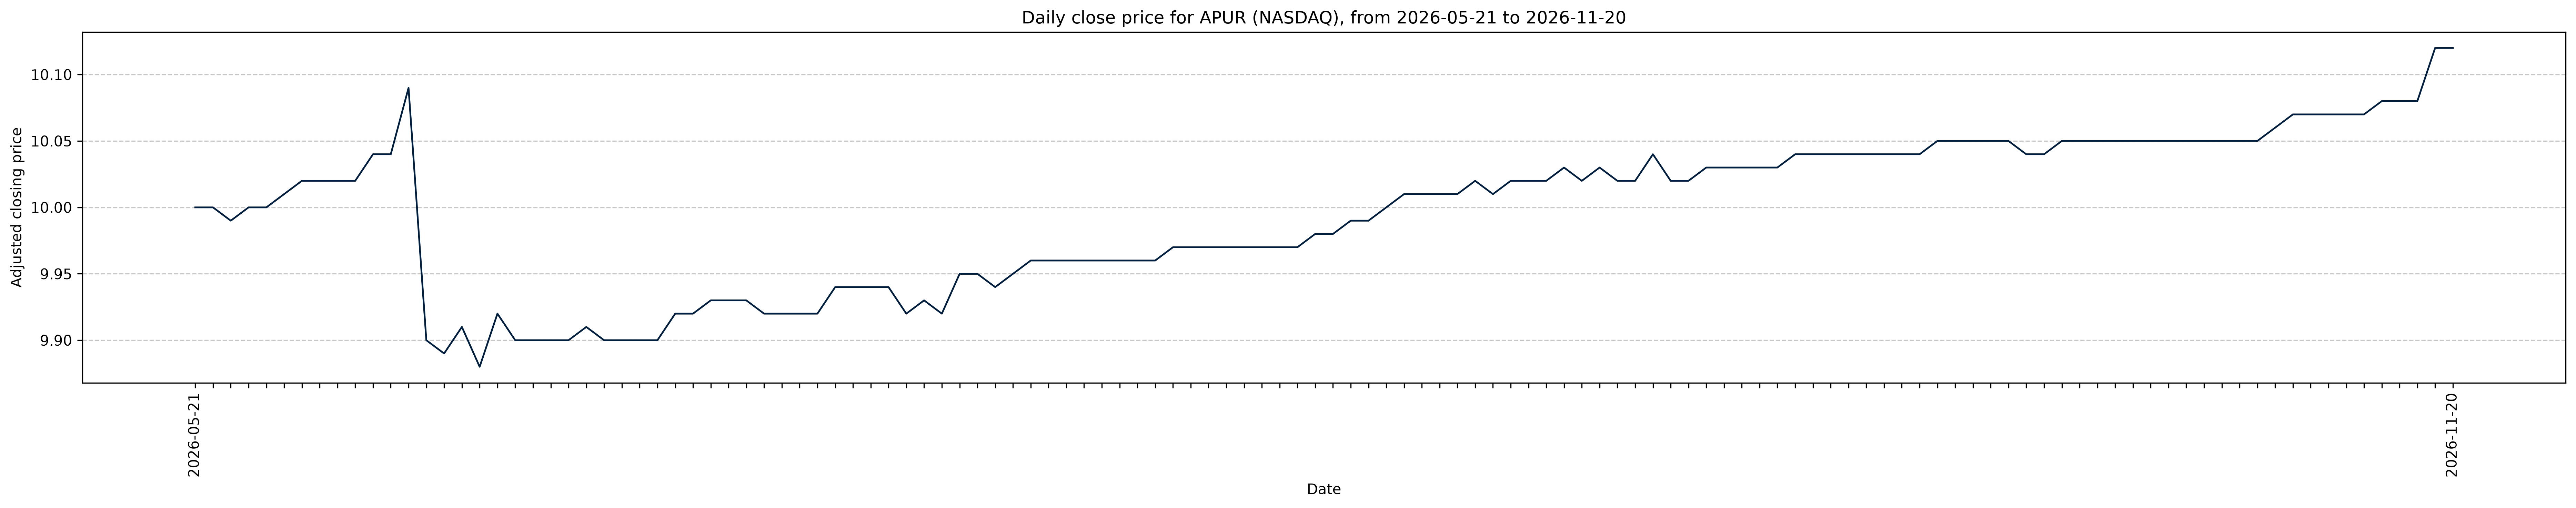 Daily close price for APUR (NASDAQ), from 2026-05-21 to 2026-11-20
Adjusted closing price
10.10
10.05
10.00
9.95
9.90
2026-05-21
2026-11-20
Date